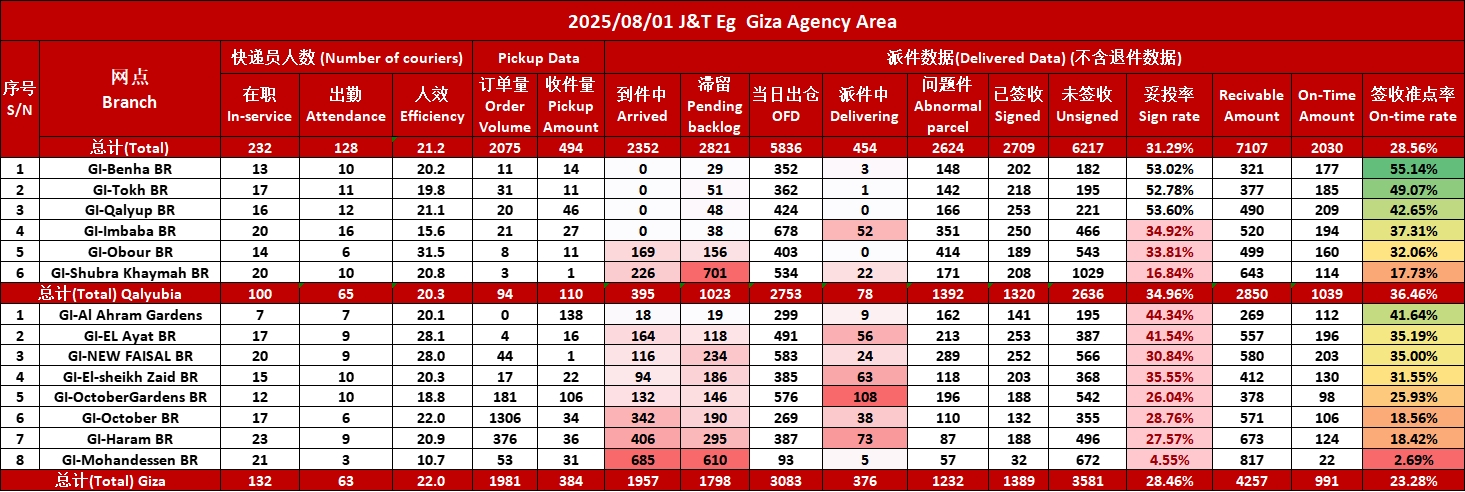 2025/08/01 J&T Eg  Giza Agency Area
序号 S/N 网点 Branch 快递员人数 (Number of couriers) Pickup Data 派件数据(Delivered Data) (不含退件数据)
在职 In-service 出勤 Attendance 人效 Efficiency 订单量 Order Volume 收件量 Pickup Amount 到件中 Arrived 滞留 Pending backlog 当日出仓 OFD 派件中 Delivering 问题件 Abnormal parcel 已签收 Signed 未签收 Unsigned 妥投率 Sign rate Recivable Amount On-Time Amount 签收准点率 On-time rate
总计(Total) 232 128 21.2 2075 494 2352 2821 5836 454 2624 2709 6217 31.29% 7107 2030 28.56%
1 GI-Benha BR 13 10 20.2 11 14 0 29 352 3 148 202 182 53.02% 321 177 55.14%
2 GI-Tokh BR 17 11 19.8 31 11 0 51 362 1 142 218 195 52.78% 377 185 49.07%
3 GI-Qalyup BR 16 12 21.1 20 46 0 48 424 0 166 253 221 53.60% 490 209 42.65%
4 GI-Imbaba BR 20 16 15.6 21 27 0 38 678 52 351 250 466 34.92% 520 194 37.31%
5 GI-Obour BR 14 6 31.5 8 11 169 156 403 0 414 189 543 33.81% 499 160 32.06%
6 GI-Shubra Khaymah BR 20 10 20.8 3 1 226 701 534 22 171 208 1029 16.84% 643 114 17.73%
总计(Total) Qalyubia 100 65 20.3 94 110 395 1023 2753 78 1392 1320 2636 34.96% 2850 1039 36.46%
1 GI-Al Ahram Gardens 7 7 20.1 0 138 18 19 299 9 162 141 195 44.34% 269 112 41.64%
2 GI-EL Ayat BR 17 9 28.1 4 16 164 118 491 56 213 253 387 41.54% 557 196 35.19%
3 GI-NEW FAISAL BR 20 9 28.0 44 1 116 234 583 24 289 252 566 30.84% 580 203 35.00%
4 GI-El-sheikh Zaid BR 15 10 20.3 17 22 94 186 385 63 118 203 368 35.55% 412 130 31.55%
5 GI-OctoberGardens BR 12 10 18.8 181 106 132 146 576 108 196 188 542 26.04% 378 98 25.93%
6 GI-October BR 17 6 22.0 1306 34 342 190 269 38 110 132 355 28.76% 571 106 18.56%
7 GI-Haram BR 23 9 20.9 376 36 406 295 387 73 87 188 496 27.57% 673 124 18.42%
8 GI-Mohandessen BR 21 3 10.7 53 31 685 610 93 5 57 32 672 4.55% 817 22 2.69%
总计(Total) Giza 132 63 22.0 1981 384 1957 1798 3083 376 1232 1389 3581 28.46% 4257 991 23.28%